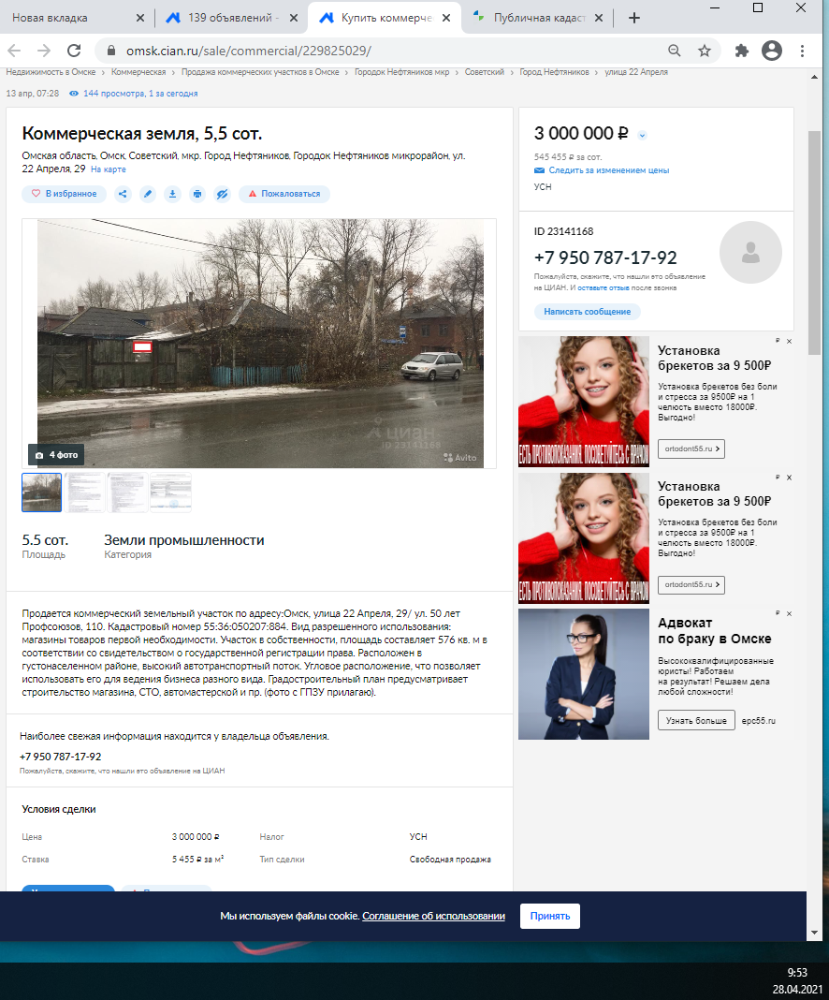 Новая вкладка
139 объявлений -
Купить коммерче
Публичная кадаст
omsk.cian.ru/sale/commercial/229825029/
Недвижимость в Омске › Коммерческая › Продажа коммерческих участков в Омске › Городок Нефтяников мкр › Советский › Город Нефтяников › улица 22 Апреля
13 апр, 07:28 144 просмотра, 1 за сегодня
Коммерческая земля, 5,5 сот.
Омская область, Омск, Советский, мкр. Город Нефтяников, Городок Нефтяников микрорайон, ул.
22 Апреля, 29 На карте
В избранное
Пожаловаться
циан
ID 23141168
Avito
4 фото
5.5 сот. Земли промышленности
Площадь Категория
Продается коммерческий земельный участок по адресу:Омск, улица 22 Апреля, 29/ ул. 50 лет
Профсоюзов, 110. Кадастровый номер 55:36:050207:884. Вид разрешенного использования:
магазины товаров первой необходимости. Участок в собственности, площадь составляет 576 кв. м в
соответствии со свидетельством о государственной регистрации права. Расположен в
густонаселенном районе, высокий автотранспортный поток. Угловое расположение, что позволяет
использовать его для ведения бизнеса разного вида. Градостроительный план предусматривает
строительство магазина, СТО, автомастерской и пр. (фото с ГПЗУ прилагаю).
Наиболее свежая информация находится у владельца объявления.
+7 950 787-17-92
Пожалуйста, скажите, что нашли это объявление на ЦИАН
Условия сделки
Цена 3 000 000 ₽ Налог УСН
Ставка 5 455 ₽ за м² Тип сделки Свободная продажа
3 000 000 ₽
545 455 ₽ за сот.
Следить за изменением цены
УСН
ID 23141168
+7 950 787-17-92
Пожалуйста, скажите, что нашли это объявление
на ЦИАН. И оставьте отзыв после звонка
Написать сообщение
Установка
брекетов за 9 500₽
Установка брекетов без боли
и стресса за 9500₽ на 1
челюсть вместо 18000₽.
Выгодно!
ortodont55.ru >
ЕСТЬ ПРОТИВОПОКАЗАНИЯ. ПОСОВЕТУЙТЕСЬ С ВРАЧОМ
Установка
брекетов за 9 500₽
Установка брекетов без боли
и стресса за 9500₽ на 1
челюсть вместо 18000₽.
Выгодно!
ortodont55.ru >
ЕСТЬ ПРОТИВОПОКАЗАНИЯ. ПОСОВЕТУЙТЕСЬ С ВРАЧОМ
Адвокат
по браку в Омске
Высококвалифицированные
юристы! Работаем
на результат! Решаем дела
любой сложности!
Узнать больше epc55.ru
Мы используем файлы cookie. Соглашение об использовании Принять
9:53
28.04.2021